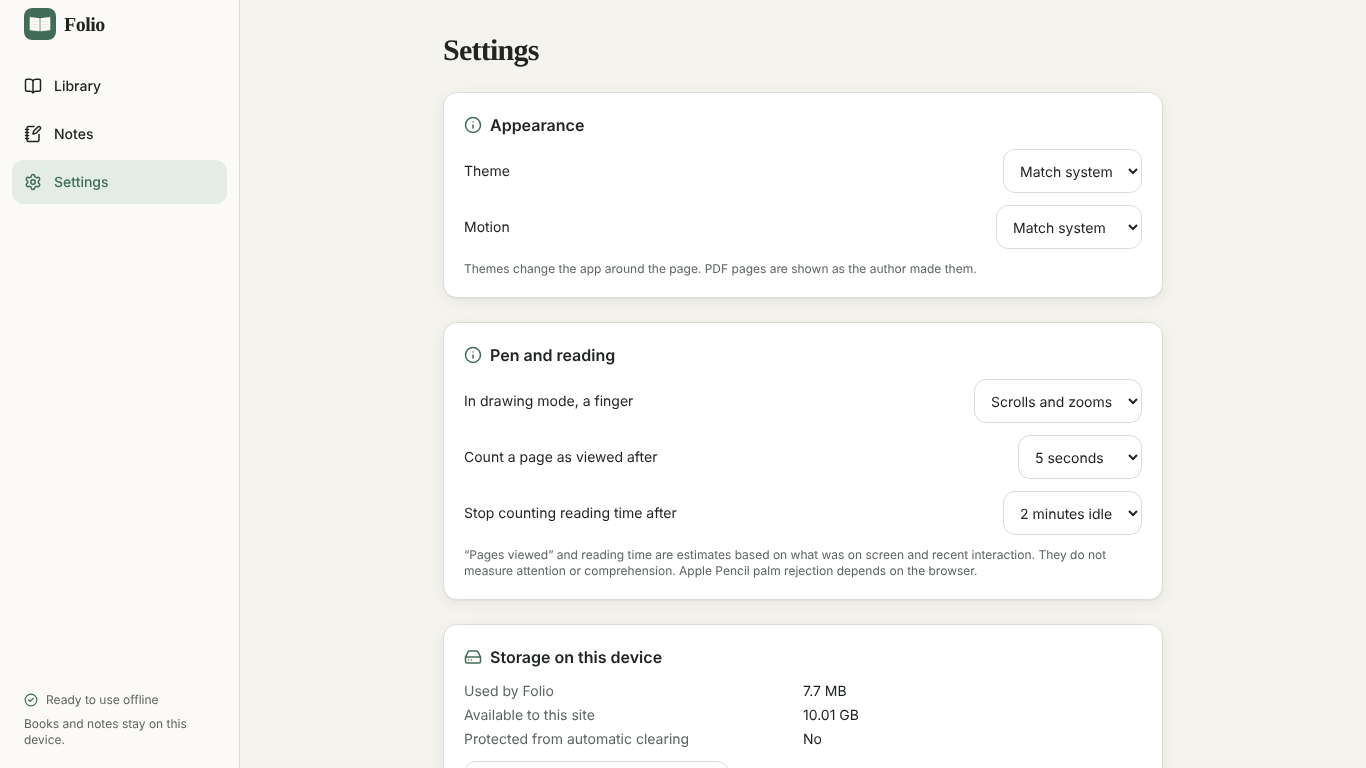 Folio
Library
Notes
Settings
Ready to use offline
Books and notes stay on this
device.
Settings
Appearance
Theme
Match system
Motion
Match system
Themes change the app around the page. PDF pages are shown as the author made them.
Pen and reading
In drawing mode, a finger
Scrolls and zooms
Count a page as viewed after
5 seconds
Stop counting reading time after
2 minutes idle
“Pages viewed” and reading time are estimates based on what was on screen and recent interaction. They do not
measure attention or comprehension. Apple Pencil palm rejection depends on the browser.
Storage on this device
Used by Folio
7.7 MB
Available to this site
10.01 GB
Protected from automatic clearing
No